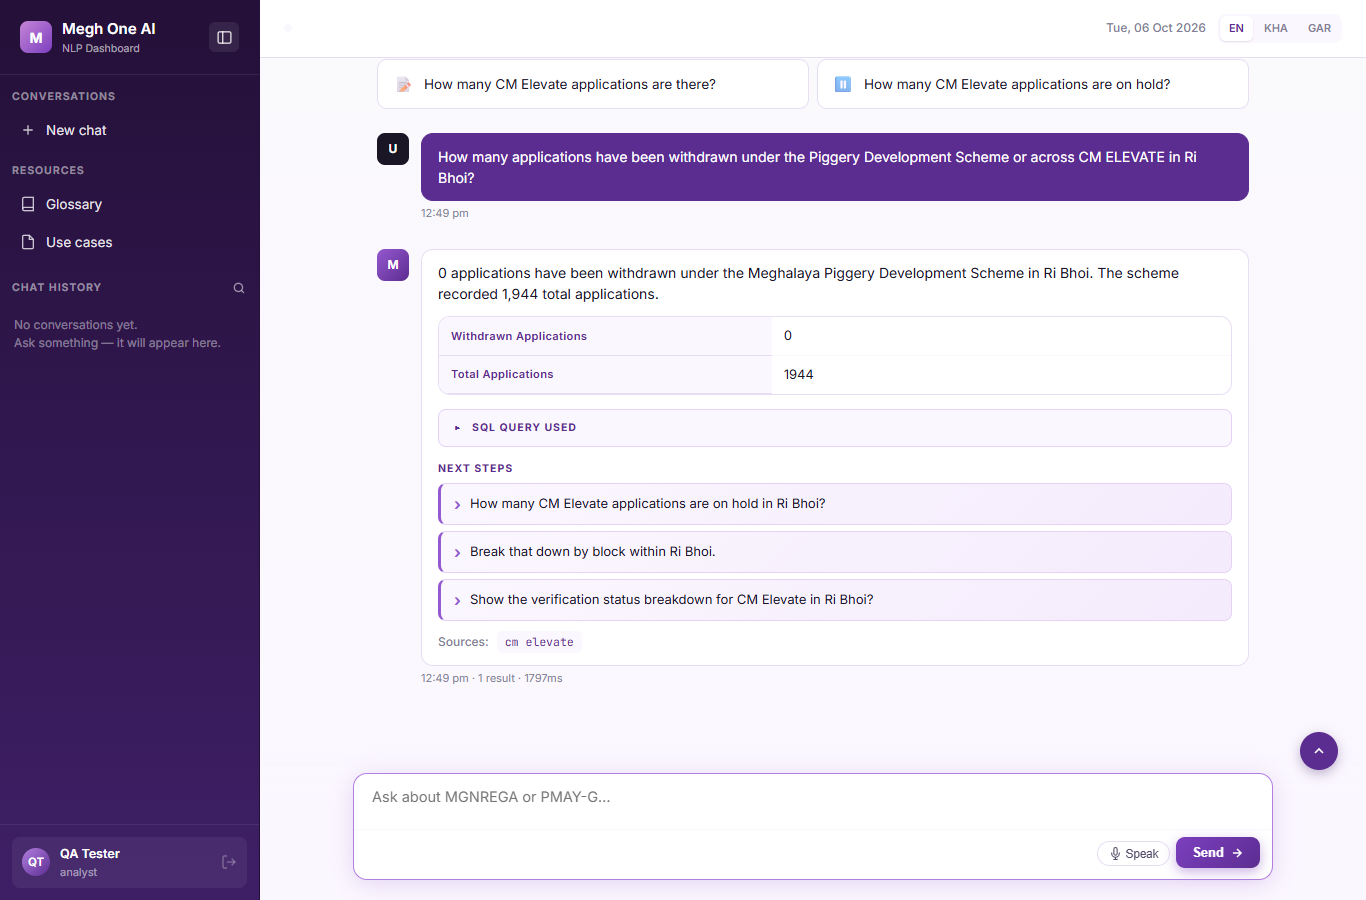 M
Megh One AI
NLP Dashboard
CONVERSATIONS
+ New chat
RESOURCES
Glossary
Use cases
CHAT HISTORY
No conversations yet.
Ask something — it will appear here.
QT
QA Tester
analyst
Tue, 06 Oct 2026
EN KHA GAR
How many CM Elevate applications are there?
How many CM Elevate applications are on hold?
U
How many applications have been withdrawn under the Piggery Development Scheme or across CM ELEVATE in Ri
Bhoi?
12:49 pm
M
0 applications have been withdrawn under the Meghalaya Piggery Development Scheme in Ri Bhoi. The scheme
recorded 1,944 total applications.
Withdrawn Applications 0
Total Applications 1944
SQL QUERY USED
NEXT STEPS
How many CM Elevate applications are on hold in Ri Bhoi?
Break that down by block within Ri Bhoi.
Show the verification status breakdown for CM Elevate in Ri Bhoi?
Sources: cm elevate
12:49 pm · 1 result · 1797ms
Ask about MGNREGA or PMAY-G...
Speak
Send →